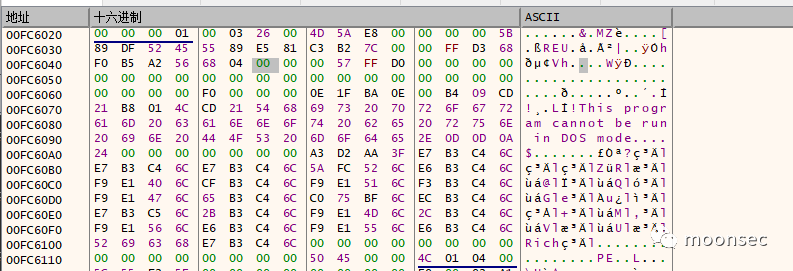 地址 十六进制 ASCII
00FC6020 00 00 00 01 00 03 26 00 4D 5A E8 00 00 00 00 5B ......&.MZè....[
00FC6030 89 DF 52 45 55 89 E5 81 C3 B2 7C 00 00 FF D3 68 .ßREU.å.Ã²|..ÿÓh
00FC6040 F0 B5 A2 56 68 04 00 00 00 57 FF D0 00 00 00 00 ðµ¢Vh....WÿÐ....
00FC6050 00 00 00 00 00 00 00 00 00 00 00 00 00 00 00 00 ................
00FC6060 00 00 00 00 F0 00 00 00 0E 1F BA 0E 00 B4 09 CD ....ð.....º..´.Í
00FC6070 21 B8 01 4C CD 21 54 68 69 73 20 70 72 6F 67 72 !¸.LÍ!This progr
00FC6080 61 6D 20 63 61 6E 6E 6F 74 20 62 65 20 72 75 6E am cannot be run
00FC6090 20 69 6E 20 44 4F 53 20 6D 6F 64 65 2E 0D 0D 0A in DOS mode....
00FC60A0 24 00 00 00 00 00 00 00 A3 D2 AA 3F E7 B3 C4 6C $.......£Òª?ç³Äl
00FC60B0 E7 B3 C4 6C E7 B3 C4 6C 5A FC 52 6C E6 B3 C4 6C ç³Älç³ÄlZüRlæ³Äl
00FC60C0 F9 E1 40 6C CF B3 C4 6C F9 E1 51 6C F3 B3 C4 6C ùá@lÏ³ÄlùáQló³Äl
00FC60D0 F9 E1 47 6C 65 B3 C4 6C C0 75 BF 6C EC B3 C4 6C ùáGle³ÄlÀu¿lì³Äl
00FC60E0 E7 B3 C5 6C 2B B3 C4 6C F9 E1 4D 6C 2C B3 C4 6C ç³Ål+³ÄlùáMl,³Äl
00FC60F0 F9 E1 56 6C E6 B3 C4 6C F9 E1 55 6C E6 B3 C4 6C ùáVlæ³ÄlùáUlæ³Äl
00FC6100 52 69 63 68 E7 B3 C4 6C 00 00 00 00 00 00 00 00 Richç³Äl........
00FC6110 00 00 00 00 00 00 00 00 50 45 00 00 4C 01 04 ........PE..L..
moonsec